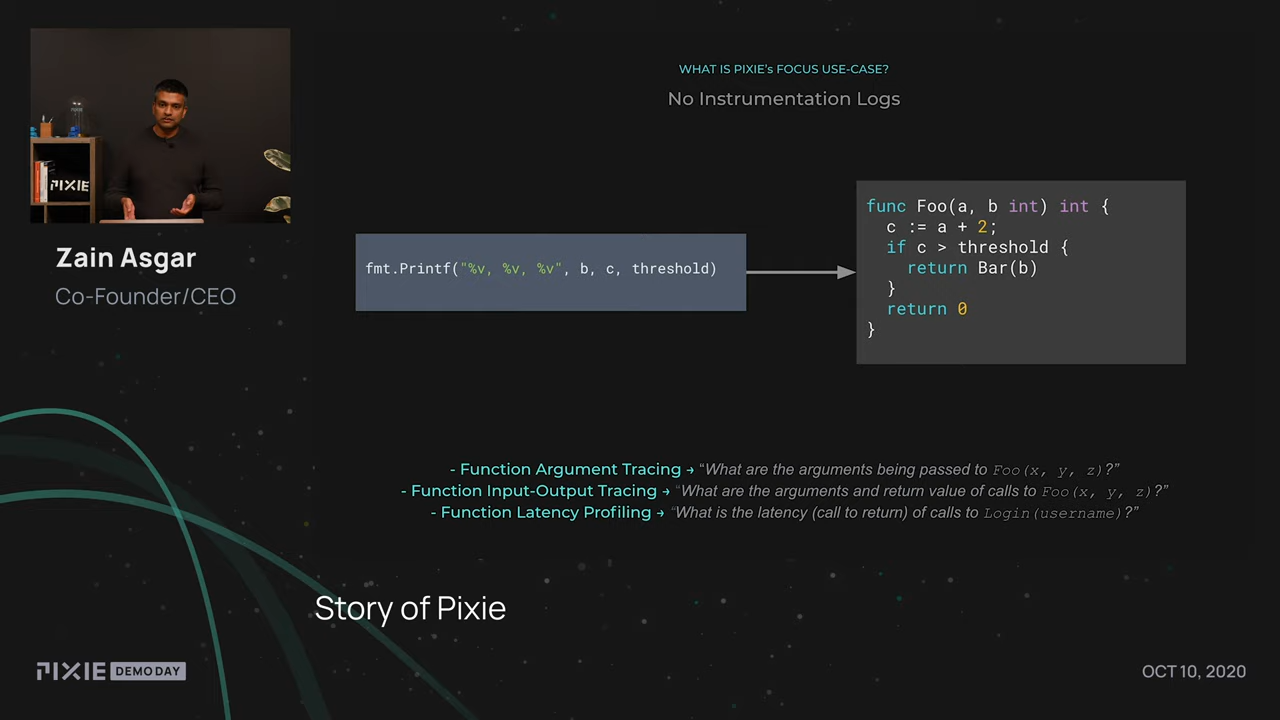 PIXIE
Zain Asgar
Co-Founder/CEO
WHAT IS PIXIE's FOCUS USE-CASE?
No Instrumentation Logs
fmt.Printf("%v, %v, %v", b, c, threshold)
func Foo(a, b int) int {
c := a + 2;
if c > threshold {
return Bar(b)
}
return 0
}
- Function Argument Tracing → “What are the arguments being passed to Foo(x, y, z)?”
- Function Input-Output Tracing → “What are the arguments and return value of calls to Foo(x, y, z)?”
- Function Latency Profiling → “What is the latency (call to return) of calls to Login(username)?”
Story of Pixie
PIXIE DEMO DAY
OCT 10, 2020